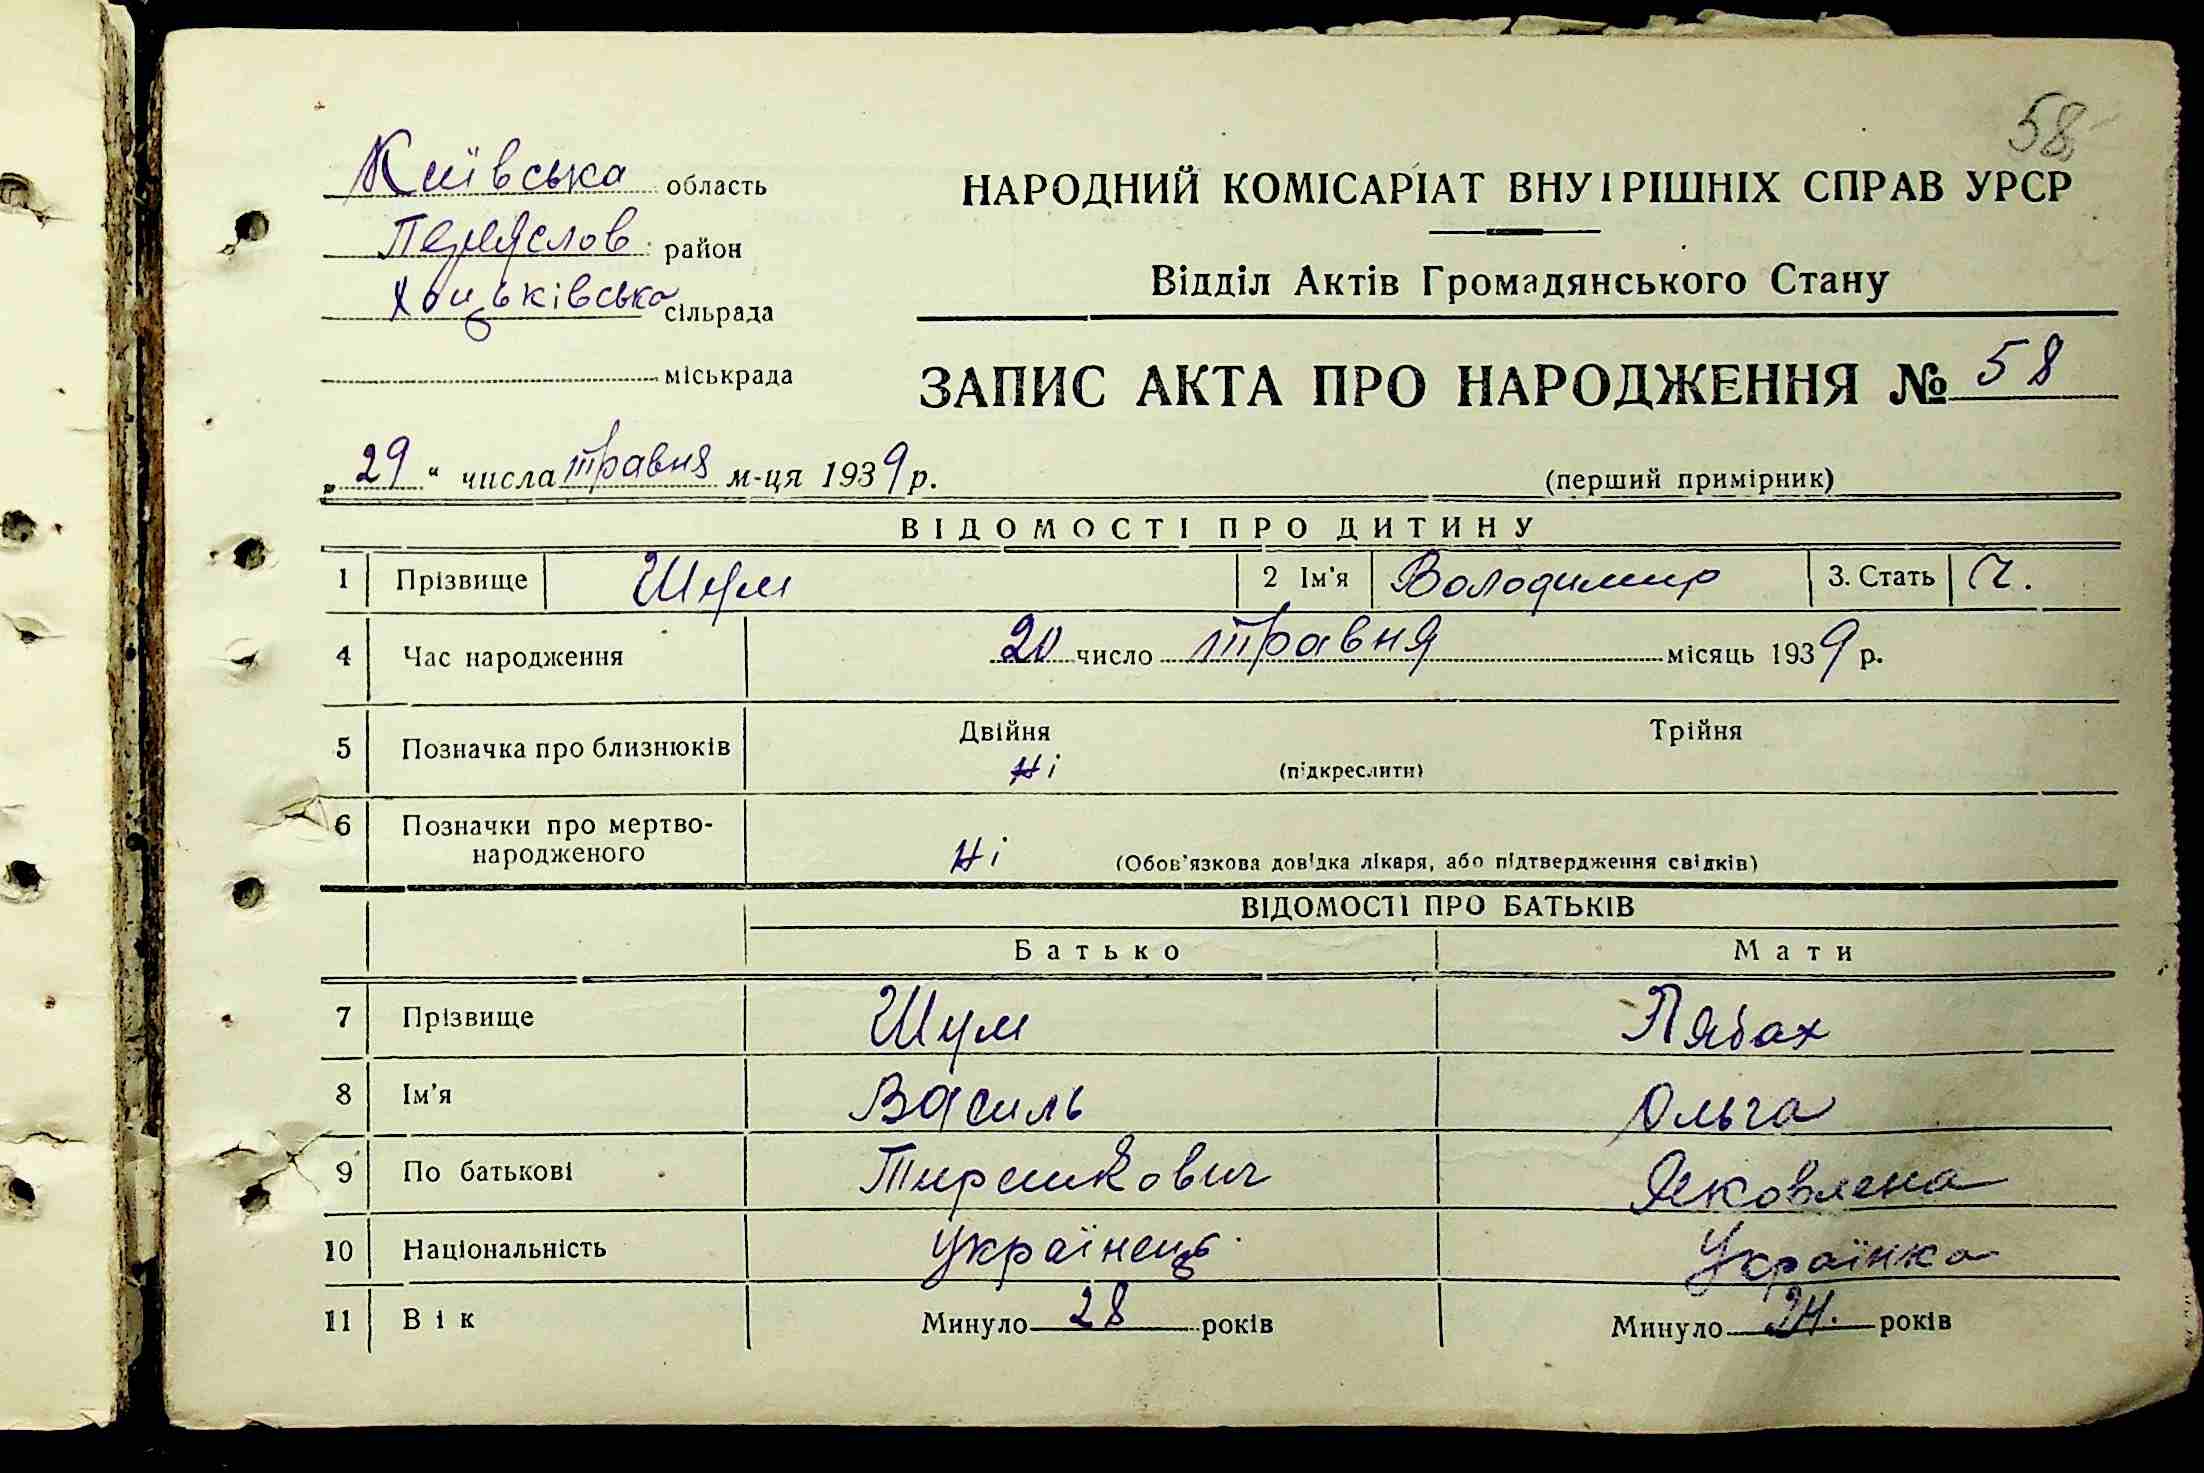 58
Київська область
Переяслов район
Хоцьківська сільрада
міськрада
НАРОДНИЙ КОМІСАРІАТ ВНУТРІШНІХ СПРАВ УРСР
Відділ Актів Громадянського Стану
ЗАПИС АКТА ПРО НАРОДЖЕННЯ № 58
„29“ числа травня м-ця 1939 р.
(перший примірник)
ВІДОМОСТІ ПРО ДИТИНУ
1 Прізвище Шум 2 Ім'я Володимир 3. Стать Ч.
4 Час народження 20 число травня місяць 1939 р.
5 Позначка про близнюків Двійня Трійня
Ні (підкреслити)
6 Позначки про мертво-
народженого Ні (Обов'язкова довідка лікаря, або підтвердження свідків)
ВІДОМОСТІ ПРО БАТЬКІВ
Батько Мати
7 Прізвище Шум Лябах
8 Ім'я Василь Ольга
9 По батькові Яковлена
10 Національність Українець Українка
11 Вік Минуло 28 років Минуло 24. років